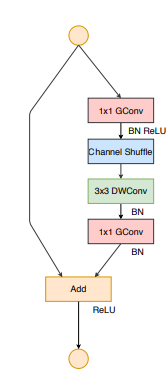 1x1 GConv
BN ReLU
Channel Shuffle
3x3 DWConv
BN
1x1 GConv
BN
Add
ReLU